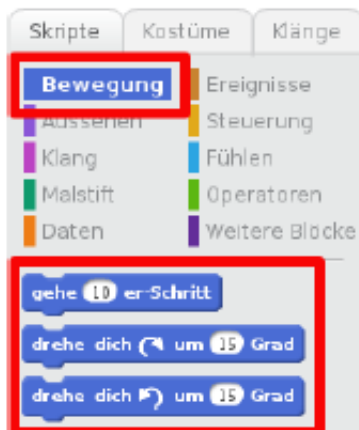 Skripte Kostüme Klänge
Bewegung Ereignisse
Aussehen Steuerung
Klang Fühlen
Malstift Operatoren
Daten Weitere Blöcke
gehe 10 er-Schritt
drehe dich ↻ um 15 Grad
drehe dich ↺ um 15 Grad